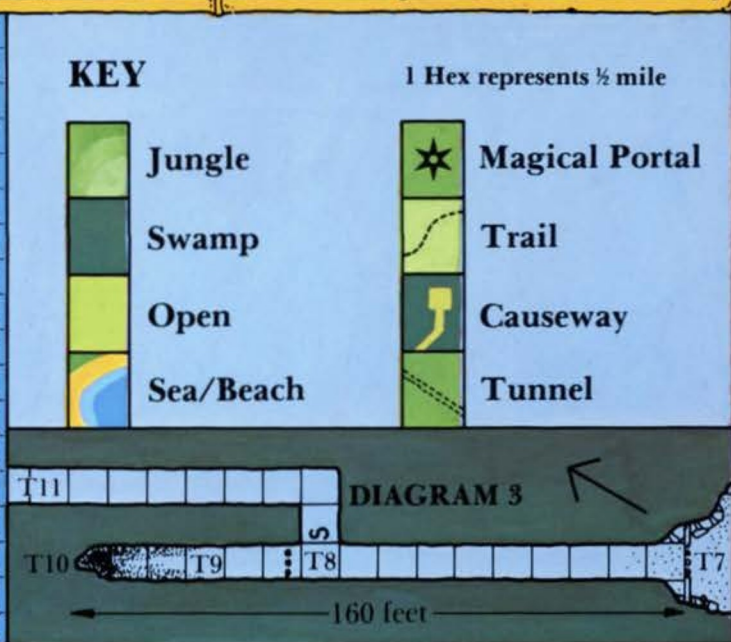 KEY
1 Hex represents ½ mile
Jungle
Swamp
Open
Sea/Beach
Magical Portal
Trail
Causeway
Tunnel
T11
DIAGRAM 3
S
T10
T9
T8
T7
160 feet